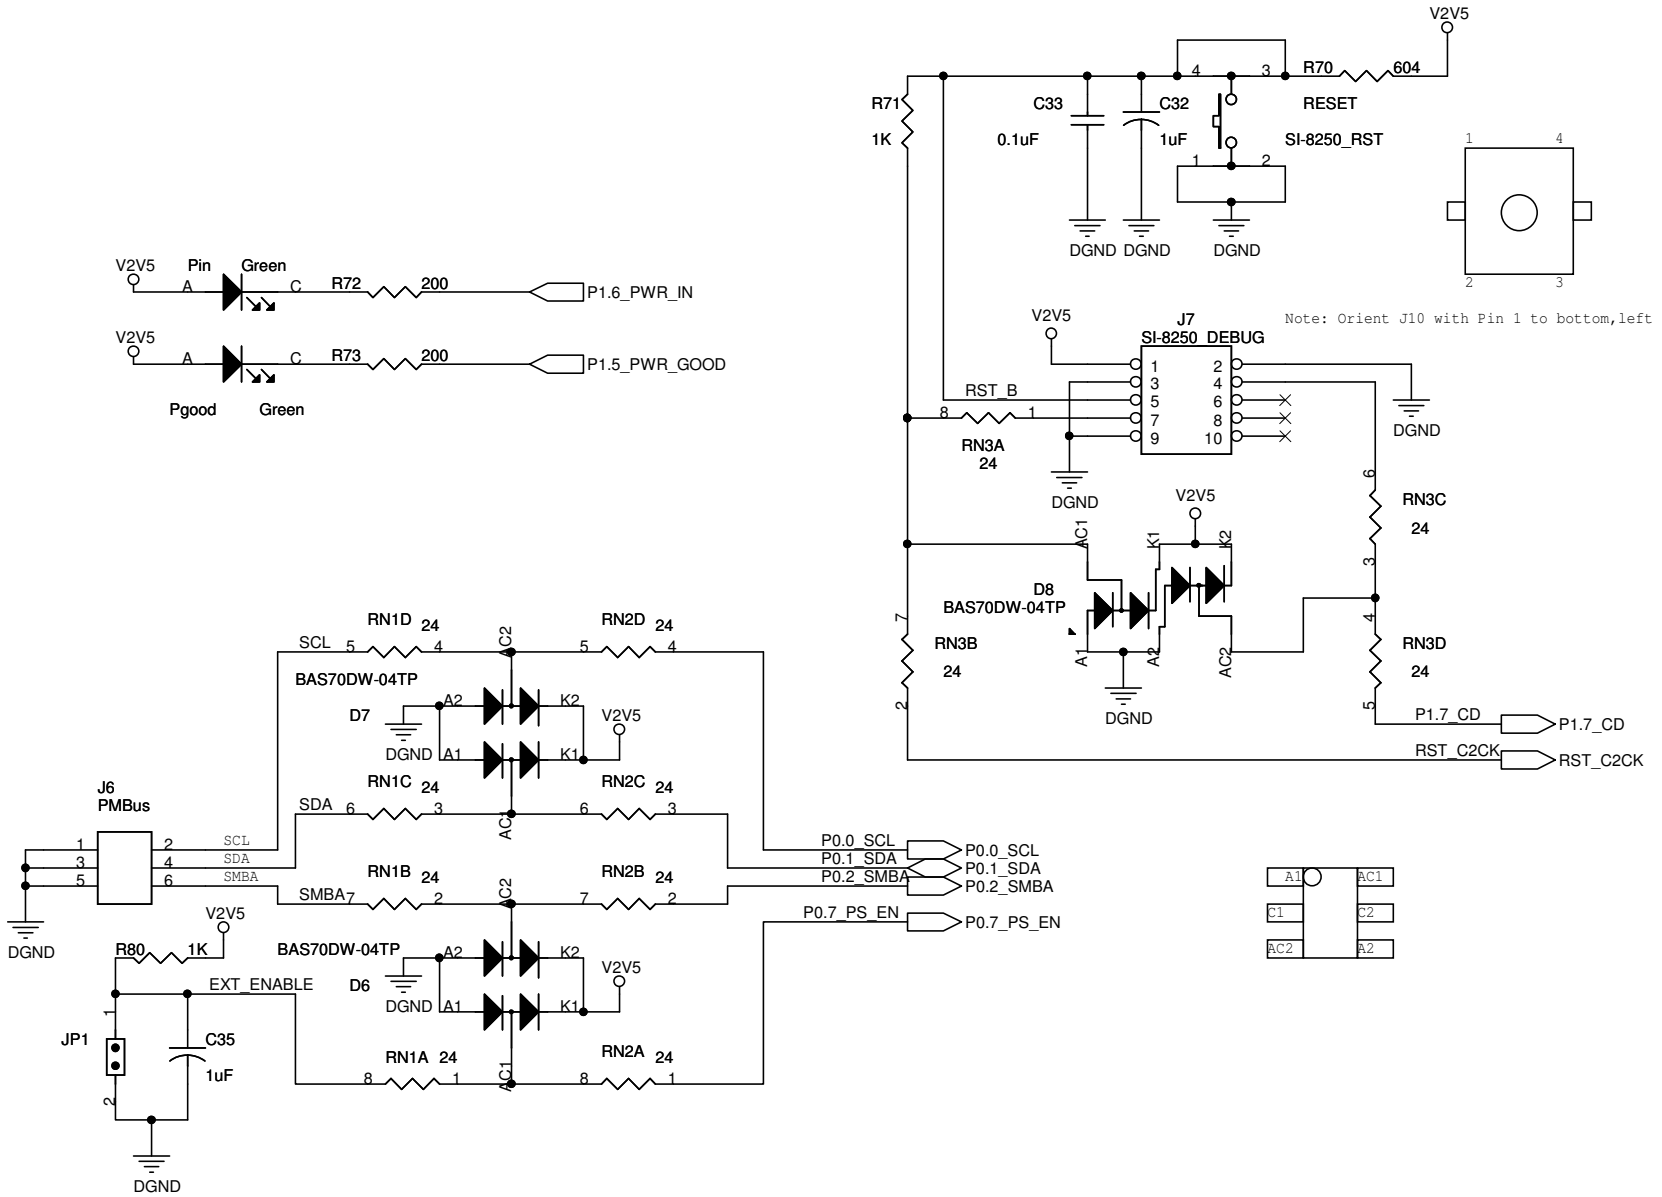 V2V5
4
3
R70
604
R71
1K
C33
0.1uF
C32
1uF
RESET
SI-8250_RST
1
2
DGND
DGND
DGND
1
4
2
3
Note: Orient J10 with Pin 1 to bottom,left
V2V5
Pin
Green
A
C
R72
200
P1.6_PWR_IN
V2V5
A
C
R73
200
P1.5_PWR_GOOD
Pgood
Green
V2V5
J7
SI-8250_DEBUG
1
2
3
4
RST_B
5
6
8
1
7
8
9
10
RN3A
24
DGND
DGND
6
RN3C
24
3
V2V5
AC1
K1
K2
D8
BAS70DW-04TP
A1
A2
AC2
DGND
7
RN3B
24
2
4
RN3D
24
5
P1.7_CD
P1.7_CD
RST_C2CK
RST_C2CK
RN1D
24
RN2D
24
SCL
5
4
AC2
5
4
BAS70DW-04TP
D7
A2
K2
V2V5
DGND
A1
K1
RN1C
24
RN2C
24
SDA
6
3
AC1
6
3
J6
PMBus
1
2
SCL
3
4
SDA
5
6
SMBA
DGND
RN1B
24
RN2B
24
SMBA
7
2
AC2
7
2
P0.0_SCL
P0.0_SCL
P0.1_SDA
P0.1_SDA
P0.2_SMBA
P0.2_SMBA
P0.7_PS_EN
P0.7_PS_EN
V2V5
R80
1K
EXT_ENABLE
BAS70DW-04TP
D6
A2
K2
V2V5
DGND
A1
K1
1
JP1
2
C35
1uF
DGND
RN1A
24
RN2A
24
8
1
AC1
8
1
A1
AC1
C1
C2
AC2
A2